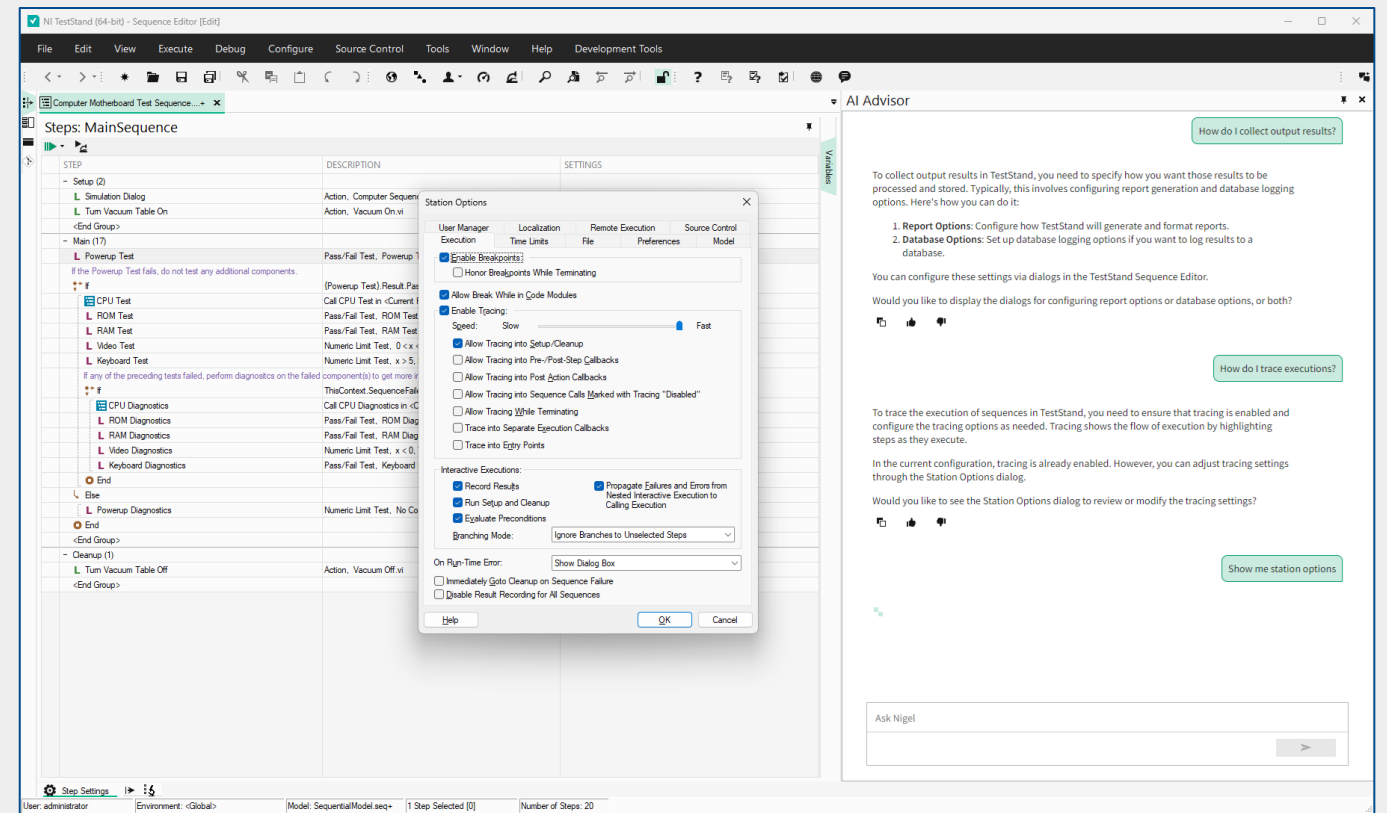 NI TestStand (64-bit) - Sequence Editor [Edit]
File Edit View Execute Debug Configure Source Control Tools Window Help Development Tools
Computer Motherboard Test Sequence....+
AI Advisor
Steps: MainSequence
Variables
STEP DESCRIPTION SETTINGS
Setup (2)
Simulation Dialog Action, Computer Sequen
Turn Vacuum Table On Action, Vacuum On.vi
<End Group>
Main (17)
Powerup Test Pass/Fail Test, Powerup T
If the Powerup Test fails, do not test any additional components.
If {Powerup Test}.Result.Pas
CPU Test Call CPU Test in <Current F
ROM Test Pass/Fail Test, ROM Test
RAM Test Pass/Fail Test, RAM Test
Video Test Numeric Limit Test, 0 < x <
Keyboard Test Numeric Limit Test, x > 5,
If any of the preceding tests failed, perform diagnositcs on the failed component(s) to get more in
If ThisContext.SequenceFaile
CPU Diagnostics Call CPU Diagnostics in <C
ROM Diagnostics Pass/Fail Test, ROM Diag
RAM Diagnostics Pass/Fail Test, RAM Diag
Video Diagnostics Numeric Limit Test, x < 0,
Keyboard Diagnostics Pass/Fail Test, Keyboard
End
Else
Powerup Diagnostics Numeric Limit Test, No Co
End
<End Group>
Cleanup (1)
Turn Vacuum Table Off Action, Vacuum Off.vi
<End Group>
Station Options
User Manager Localization Remote Execution Source Control
Execution Time Limits File Preferences Model
Enable Breakpoints:
Honor Breakpoints While Terminating
Allow Break While in Code Modules
Enable Tracing:
Speed: Slow Fast
Allow Tracing into Setup/Cleanup
Allow Tracing into Pre-/Post-Step Callbacks
Allow Tracing into Post Action Callbacks
Allow Tracing into Sequence Calls Marked with Tracing "Disabled"
Allow Tracing While Terminating
Trace into Separate Execution Callbacks
Trace into Entry Points
Interactive Executions:
Record Results
Run Setup and Cleanup
Evaluate Preconditions
Propagate Failures and Errors from
Nested Interactive Execution to
Calling Execution
Branching Mode: Ignore Branches to Unselected Steps
On Run-Time Error: Show Dialog Box
Immediately Goto Cleanup on Sequence Failure
Disable Result Recording for All Sequences
Help OK Cancel
How do I collect output results?
To collect output results in TestStand, you need to specify how you want those results to be
processed and stored. Typically, this involves configuring report generation and database logging
options. Here's how you can do it:
1. Report Options: Configure how TestStand will generate and format reports.
2. Database Options: Set up database logging options if you want to log results to a
database.
You can configure these settings via dialogs in the TestStand Sequence Editor.
Would you like to display the dialogs for configuring report options or database options, or both?
How do I trace executions?
To trace the execution of sequences in TestStand, you need to ensure that tracing is enabled and
configure the tracing options as needed. Tracing shows the flow of execution by highlighting
steps as they execute.
In the current configuration, tracing is already enabled. However, you can adjust tracing settings
through the Station Options dialog.
Would you like to see the Station Options dialog to review or modify the tracing settings?
Show me station options
Ask Nigel
Step Settings
User: administrator Environment: <Global> Model: SequentialModel.seq+ 1 Step Selected [0] Number of Steps: 20